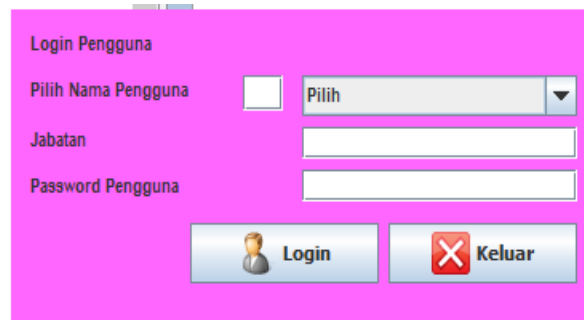 Login Pengguna
Pilih Nama Pengguna Pilih
Jabatan
Password Pengguna
Login Keluar